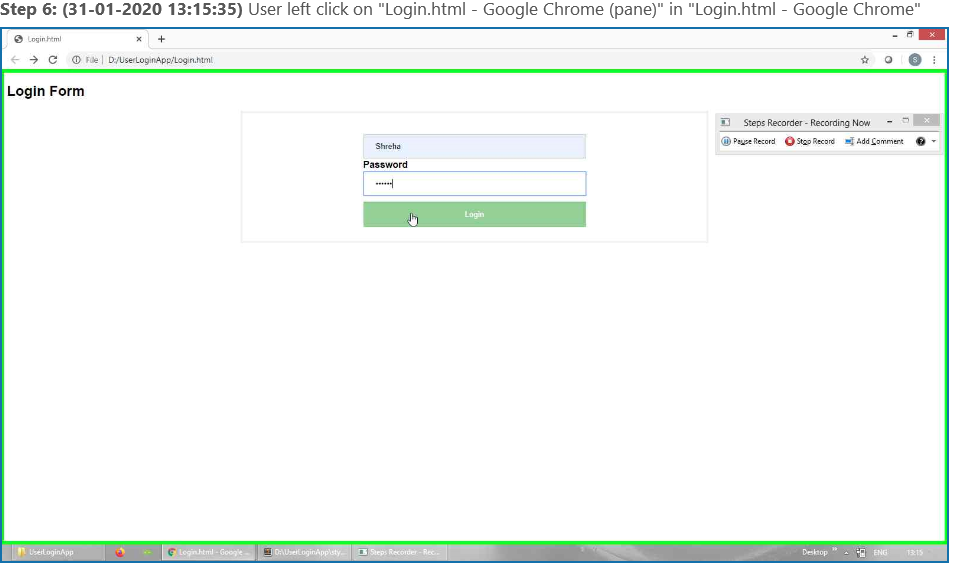 Step 6: (31-01-2020 13:15:35) User left click on "Login.html - Google Chrome (pane)" in "Login.html - Google Chrome"
Login.html
File | D:/UserLoginApp/Login.html
S
Login Form
Steps Recorder - Recording Now
Pause Record Stop Record Add Comment
Shreha
Password
Login
UserLoginApp Login.html - Google ... D:\UserLoginApp\sty... Steps Recorder - Rec... Desktop ENG 13:15